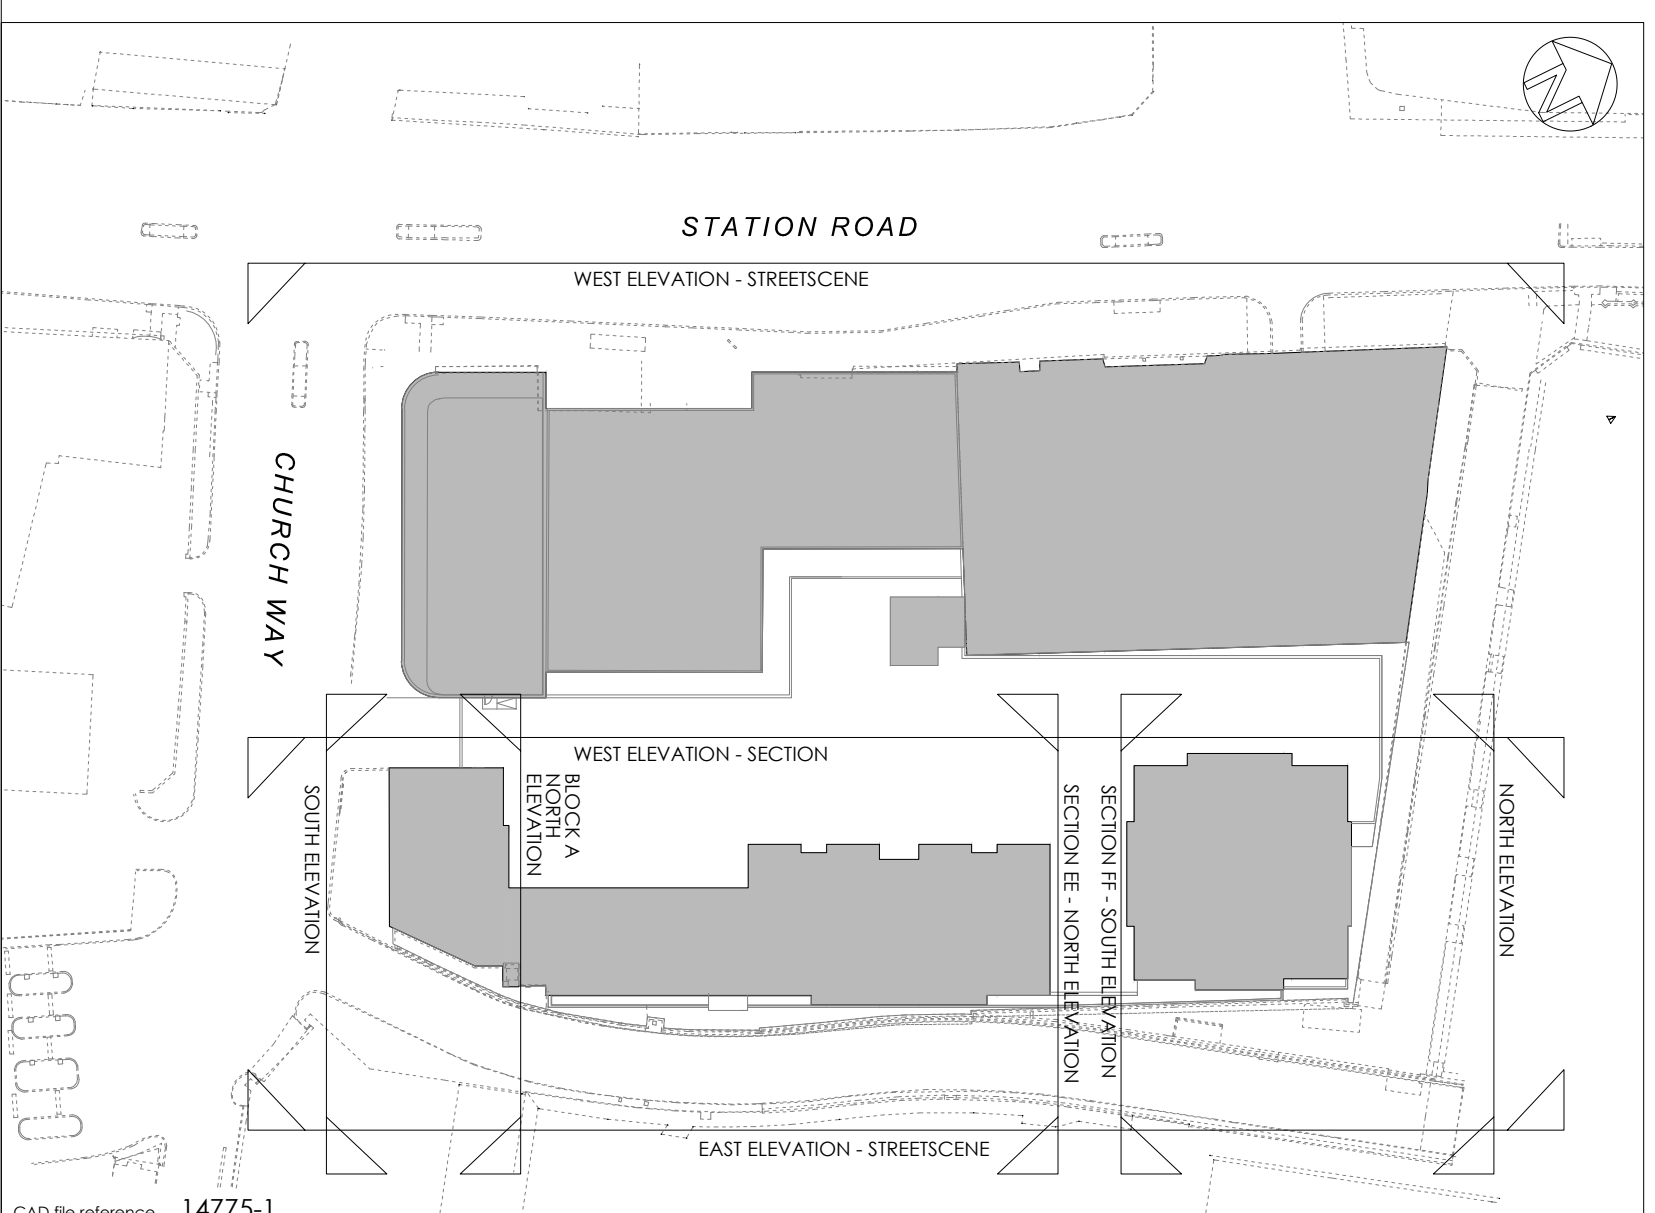 N
STATION ROAD
WEST ELEVATION - STREETSCENE
CHURCH WAY
WEST ELEVATION - SECTION
SOUTH ELEVATION
BLOCK A
NORTH
ELEVATION
SECTION EE - NORTH ELEVATION
SECTION FF - SOUTH ELEVATION
NORTH ELEVATION
EAST ELEVATION - STREETSCENE
CAD file reference 14775-1